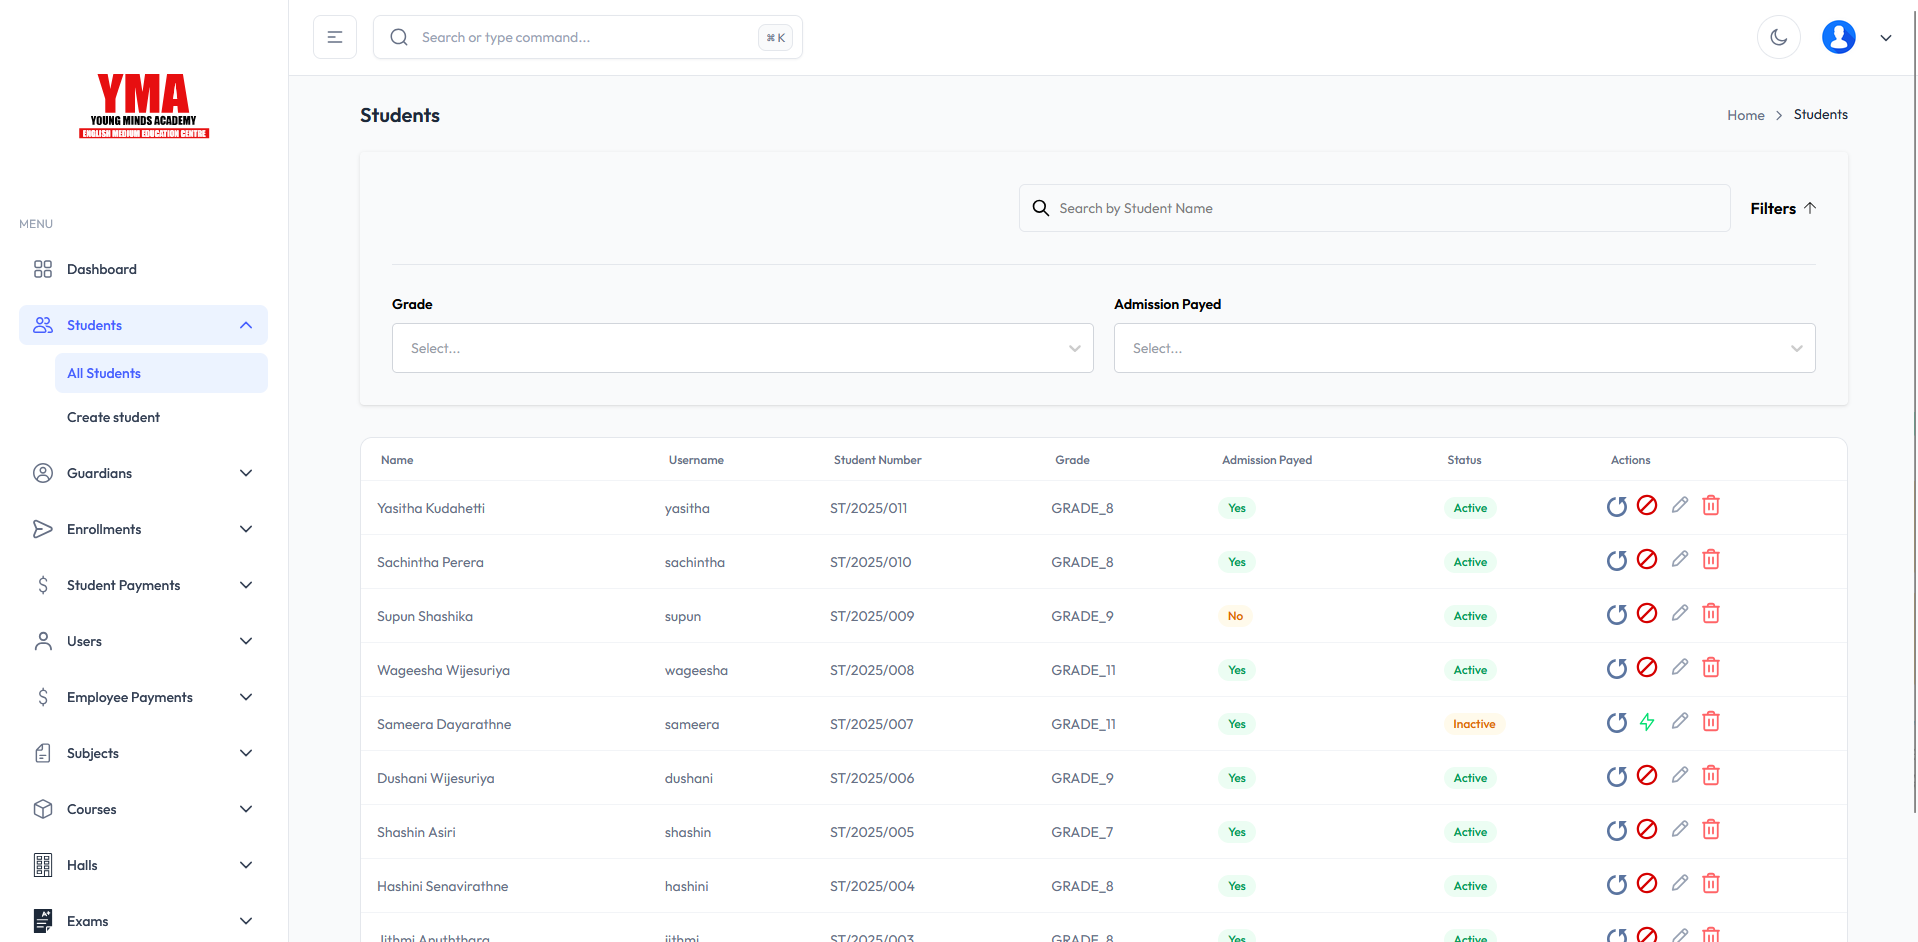 YMA
YOUNG MINDS ACADEMY
ENGLISH MEDIUM EDUCATION CENTRE
Search or type command...
⌘ K
MENU
Dashboard
Students
All Students
Create student
Guardians
Enrollments
Student Payments
Users
Employee Payments
Subjects
Courses
Halls
Exams
Students
Home > Students
Search by Student Name
Filters ↑
Grade
Select...
Admission Payed
Select...
Name Username Student Number Grade Admission Payed Status Actions
Yasitha Kudahetti yasitha ST/2025/011 GRADE_8 Yes Active
Sachintha Perera sachintha ST/2025/010 GRADE_8 Yes Active
Supun Shashika supun ST/2025/009 GRADE_9 No Active
Wageesha Wijesuriya wageesha ST/2025/008 GRADE_11 Yes Active
Sameera Dayarathne sameera ST/2025/007 GRADE_11 Yes Inactive
Dushani Wijesuriya dushani ST/2025/006 GRADE_9 Yes Active
Shashin Asiri shashin ST/2025/005 GRADE_7 Yes Active
Hashini Senavirathne hashini ST/2025/004 GRADE_8 Yes Active
Jithmi Anuththara jithmi ST/2025/003 GRADE_8 Yes Active